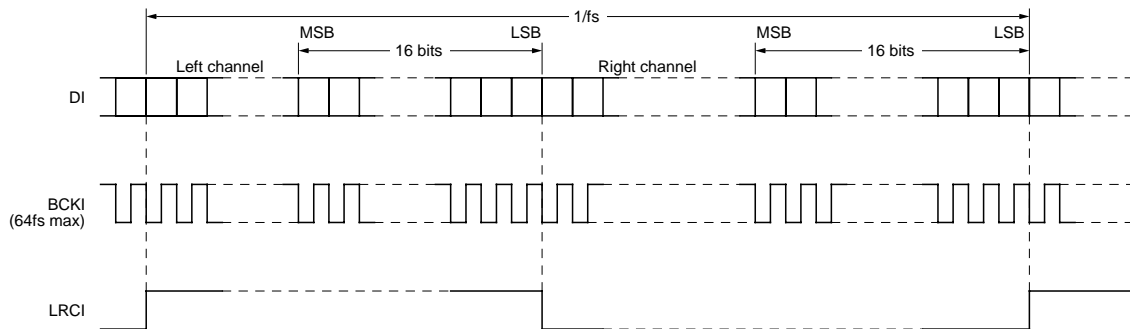 1/fs
MSB LSB MSB LSB
16 bits 16 bits
Left channel Right channel
DI
BCKI
(64fs max)
LRCI